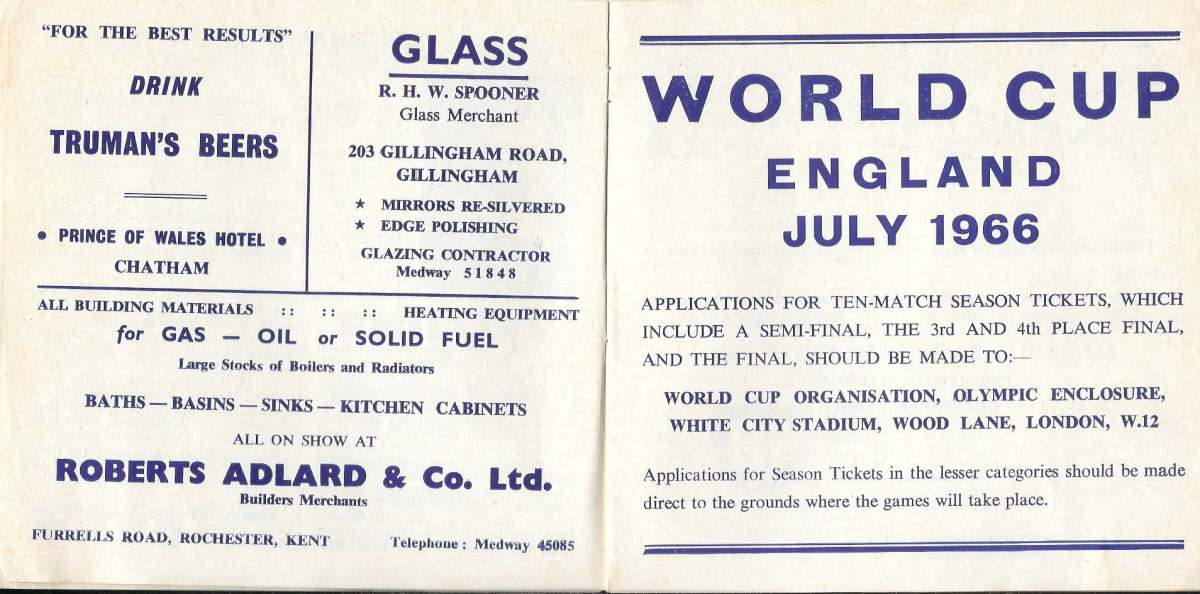 "FOR THE BEST RESULTS"
DRINK
TRUMAN'S BEERS
• PRINCE OF WALES HOTEL •
CHATHAM
GLASS
R. H. W. SPOONER
Glass Merchant
203 GILLINGHAM ROAD,
GILLINGHAM
★ MIRRORS RE-SILVERED
★ EDGE POLISHING
GLAZING CONTRACTOR
Medway 51848
ALL BUILDING MATERIALS :: :: :: HEATING EQUIPMENT
for GAS — OIL or SOLID FUEL
Large Stocks of Boilers and Radiators
BATHS — BASINS — SINKS — KITCHEN CABINETS
ALL ON SHOW AT
ROBERTS ADLARD & Co. Ltd.
Builders Merchants
FURRELLS ROAD, ROCHESTER, KENT Telephone: Medway 45085
WORLD CUP
ENGLAND
JULY 1966
APPLICATIONS FOR TEN-MATCH SEASON TICKETS, WHICH
INCLUDE A SEMI-FINAL, THE 3rd AND 4th PLACE FINAL,
AND THE FINAL, SHOULD BE MADE TO:—
WORLD CUP ORGANISATION, OLYMPIC ENCLOSURE,
WHITE CITY STADIUM, WOOD LANE, LONDON, W.12
Applications for Season Tickets in the lesser categories should be made
direct to the grounds where the games will take place.